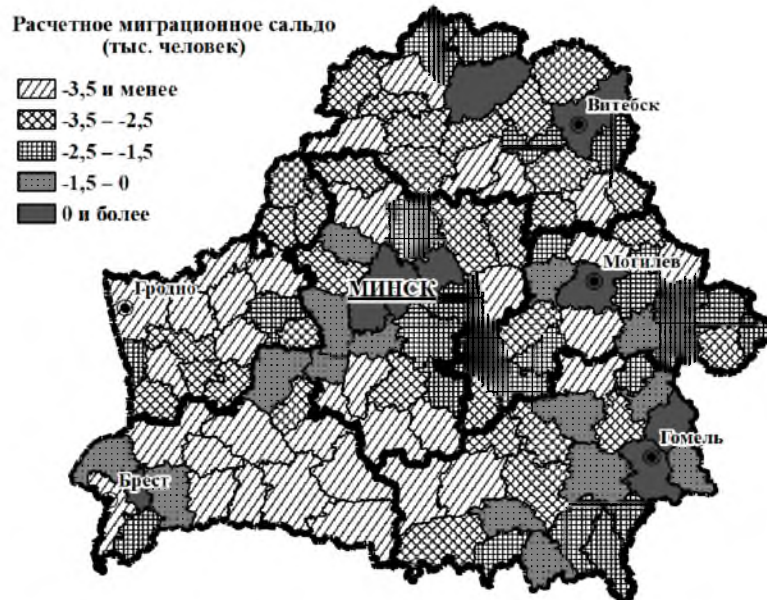 Расчетное миграционное сальдо
(тыс. человек)
-3,5 и менее
-3,5 – -2,5
-2,5 – -1,5
-1,5 – 0
0 и более
Витебск
Могилев
Гродно
МИНСК
Гомель
Брест